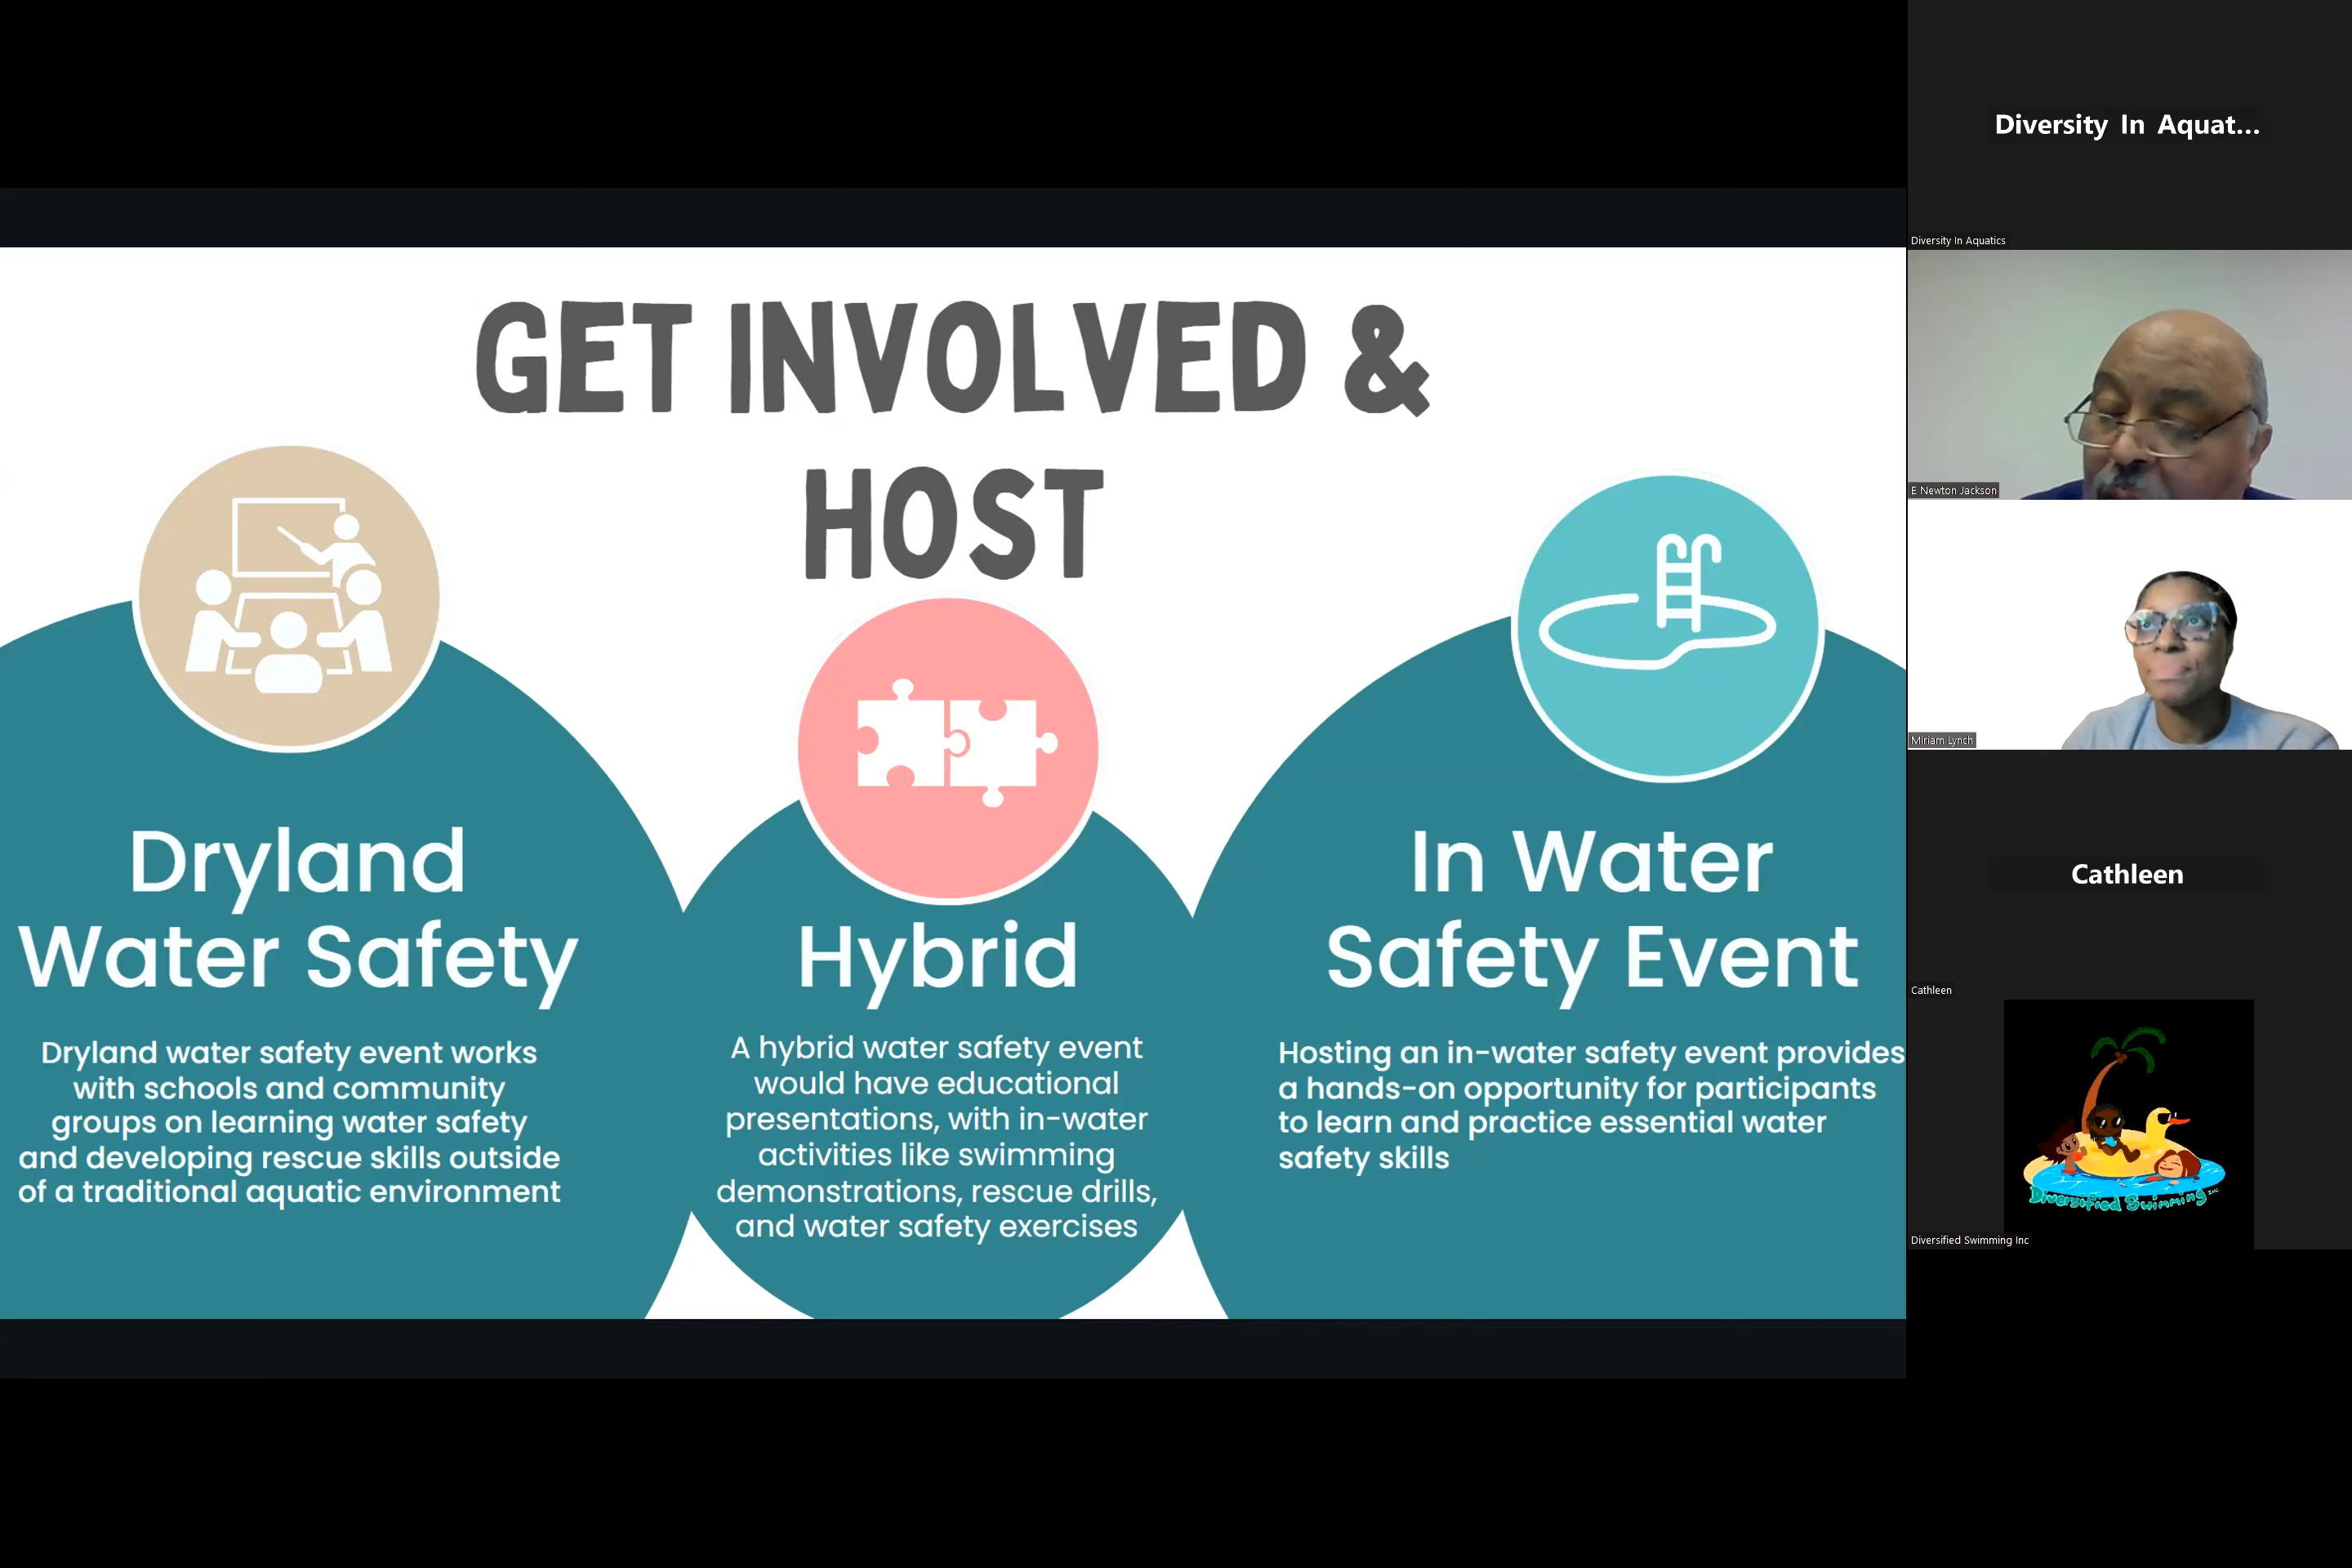 GET INVOLVED &
HOST
Dryland
Water Safety
Dryland water safety event works
with schools and community
groups on learning water safety
and developing rescue skills outside
of a traditional aquatic environment
Hybrid
A hybrid water safety event
would have educational
presentations, with in-water
activities like swimming
demonstrations, rescue drills,
and water safety exercises
In Water
Safety Event
Hosting an in-water safety event provides
a hands-on opportunity for participants
to learn and practice essential water
safety skills
Diversity In Aquat...
Diversity In Aquatics
E Newton Jackson
Miriam Lynch
Cathleen
Cathleen
Diversified Swimming Inc.
Diversified Swimming Inc